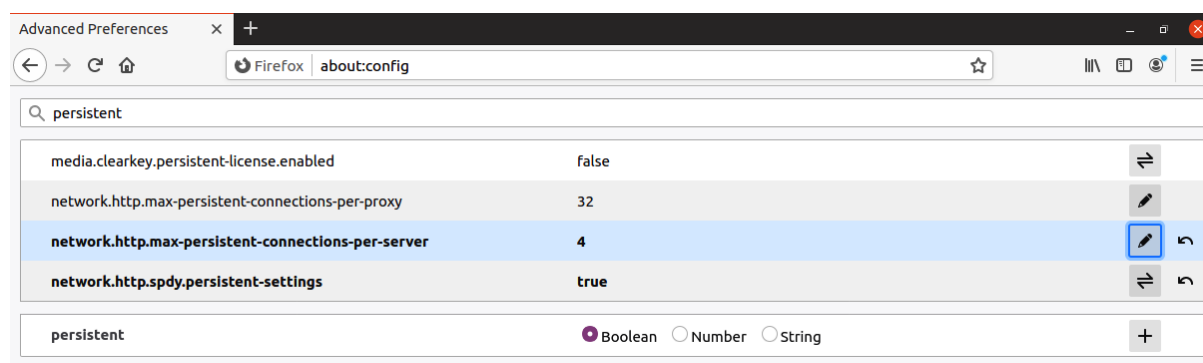 Advanced Preferences
Firefox about:config
persistent
media.clearkey.persistent-license.enabled false
network.http.max-persistent-connections-per-proxy 32
network.http.max-persistent-connections-per-server 4
network.http.spdy.persistent-settings true
persistent Boolean Number String